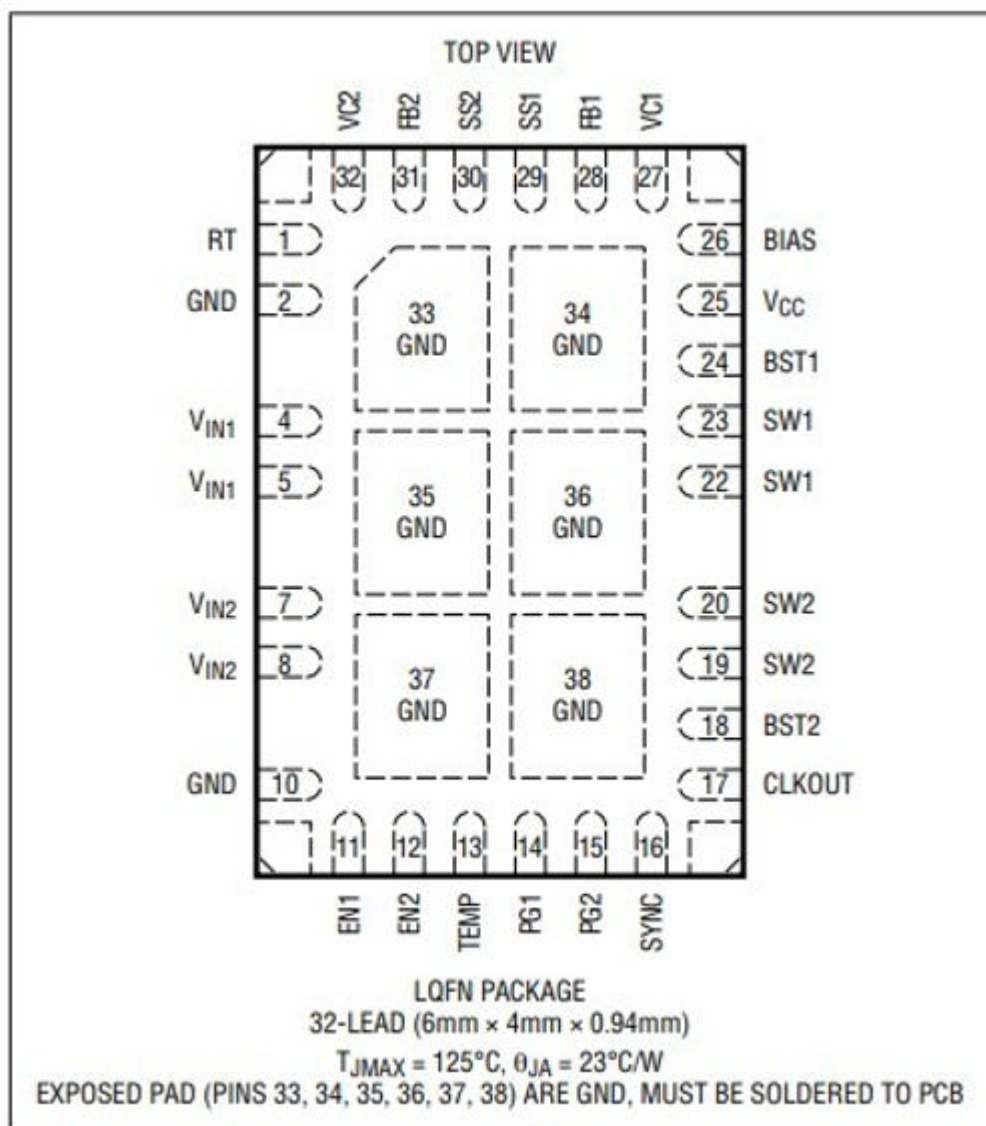 TOP VIEW
VC2 FB2 SS2 SS1 FB1 VC1
32 31 30 29 28 27
RT 1 26 BIAS
GND 2 25 VCC
33 GND
34 GND
24 BST1
VIN1 4 23 SW1
VIN1 5 22 SW1
35 GND
36 GND
VIN2 7 20 SW2
VIN2 8 19 SW2
37 GND
38 GND
18 BST2
GND 10 17 CLKOUT
11 12 13 14 15 16
EN1 EN2 TEMP PG1 PG2 SYNC
LQFN PACKAGE
32-LEAD (6mm × 4mm × 0.94mm)
TJMAX = 125°C, θJA = 23°C/W
EXPOSED PAD (PINS 33, 34, 35, 36, 37, 38) ARE GND, MUST BE SOLDERED TO PCB